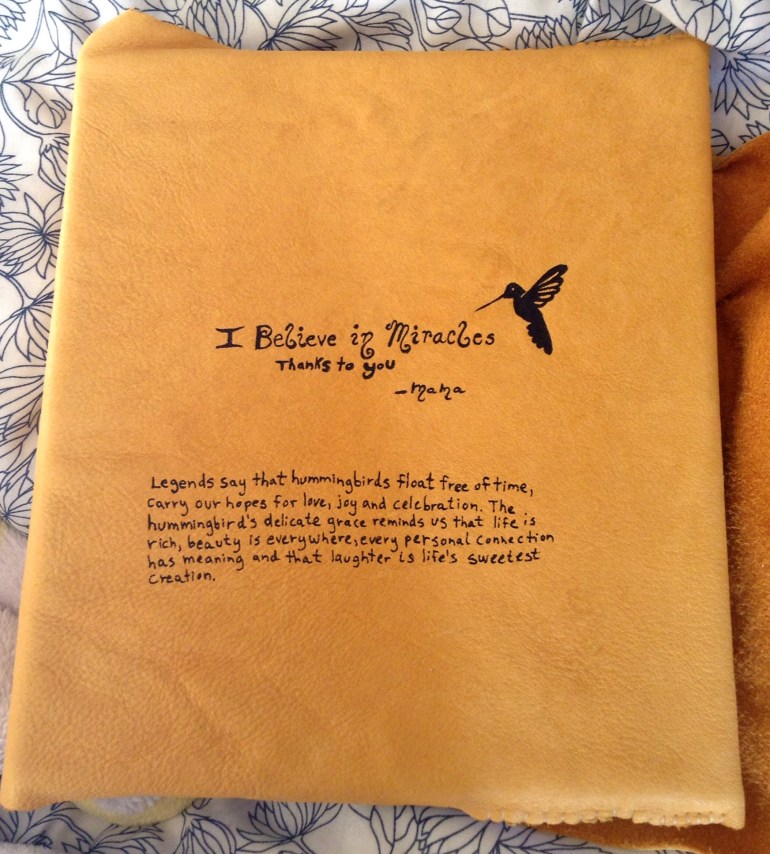 I Believe in Miracles
Thanks to you
-Mama
Legends say that hummingbirds float free of time,
carry our hopes for love, joy and celebration. The
hummingbird's delicate grace reminds us that life is
rich, beauty is everywhere, every personal connection
has meaning and that laughter is life's sweetest
creation.